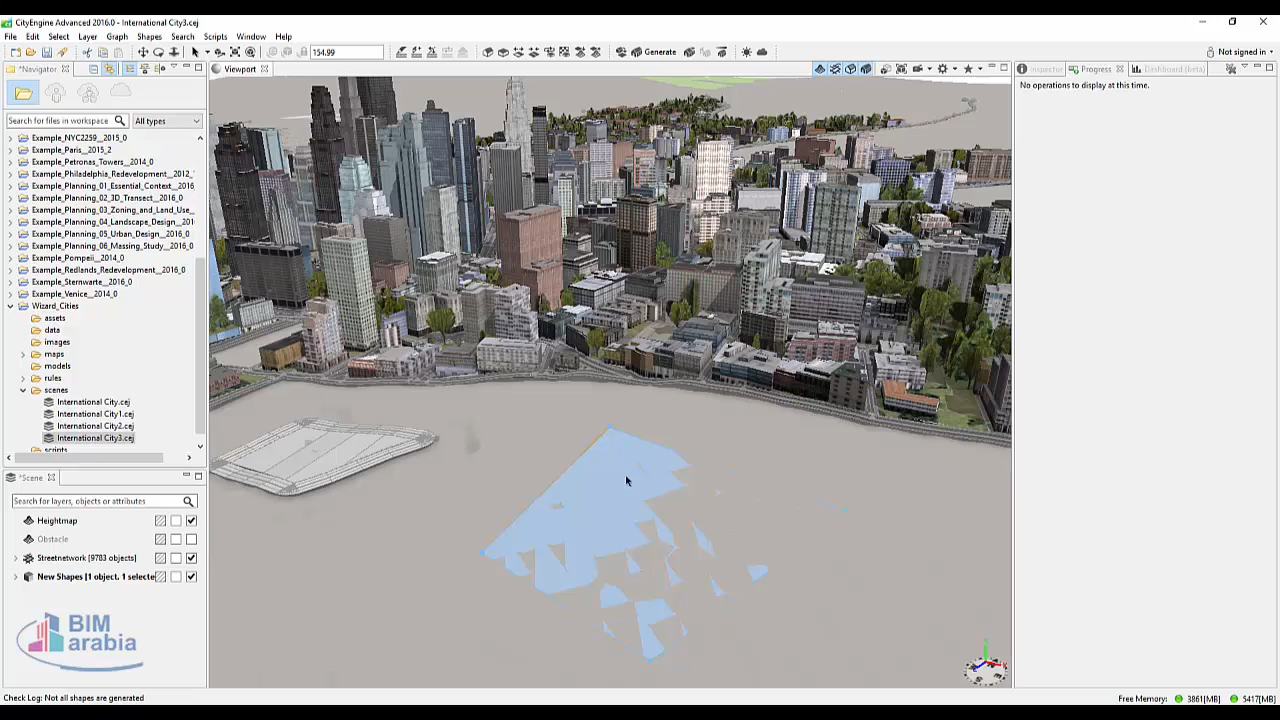 CityEngine Advanced 2016.0 - International City3.cej
File Edit Select Layer Graph Shapes Search Scripts Window Help
154.99
Generate
Not signed in
*Navigator
Viewport
Inspector
Progress
Dashboard (beta)
No operations to display at this time.
Search for files in workspace
All types
Example_NYC2259__2015_0
Example_Paris__2015_2
Example_Petronas_Towers__2014_0
Example_Philadelphia_Redevelopment__2012_
Example_Planning_01_Essential_Context__2016
Example_Planning_02_3D_Transect__2016_0
Example_Planning_03_Zoning_and_Land_Use_
Example_Planning_04_Landscape_Design__201
Example_Planning_05_Urban_Design__2016_0
Example_Planning_06_Massing_Study__2016_0
Example_Pompeii__2014_0
Example_Redlands_Redevelopment__2016_0
Example_Sternwarte__2016_0
Example_Venice__2014_0
Wizard_Cities
assets
data
images
maps
models
rules
scenes
International City.cej
International City1.cej
International City2.cej
International City3.cej
scripts
*Scene
Search for layers, objects or attributes
Heightmap
Obstacle
Streetnetwork [9783 objects]
New Shapes [1 object, 1 selecte
BIM
arabia
Check Log: Not all shapes are generated
Free Memory: 3861[MB] 5417[MB]